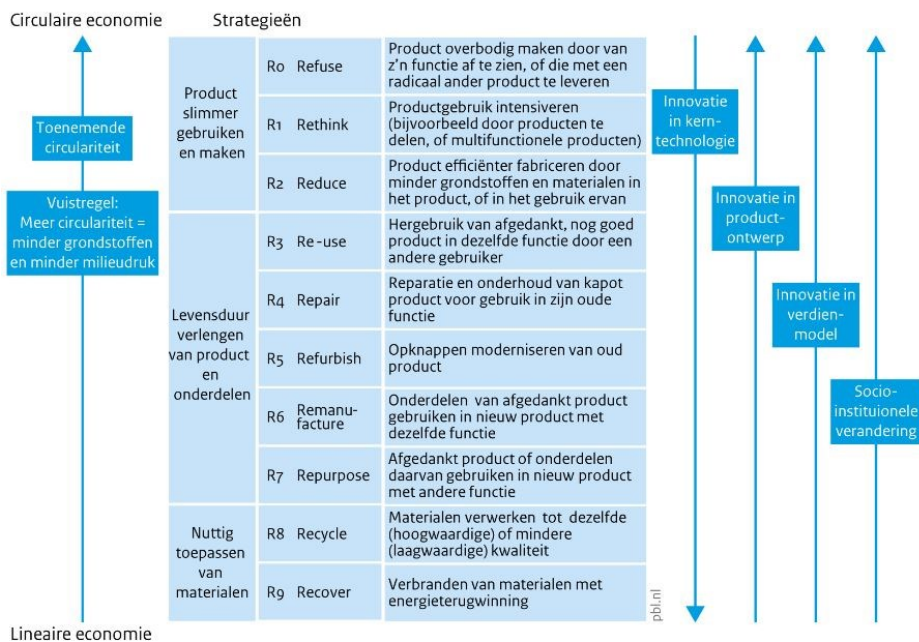 Circulaire economie
Strategieën
Toenemende
circulariteit
Vuistregel:
Meer circulariteit =
minder grondstoffen
en minder milieudruk
Lineaire economie
Product
slimmer
gebruiken
en maken
R0 Refuse
Product overbodig maken door van
z'n functie af te zien, of die met een
radicaal ander product te leveren
R1 Rethink
Productgebruik intensiveren
(bijvoorbeeld door producten te
delen, of multifunctionele producten)
R2 Reduce
Product efficiënter fabriceren door
minder grondstoffen en materialen in
het product, of in het gebruik ervan
Levensduur
verlengen
van product
en
onderdelen
R3 Re-use
Hergebruik van afgedankt, nog goed
product in dezelfde functie door een
andere gebruiker
R4 Repair
Reparatie en onderhoud van kapot
product voor gebruik in zijn oude
functie
R5 Refurbish
Opknappen moderniseren van oud
product
R6 Remanu-
facture
Onderdelen van afgedankt product
gebruiken in nieuw product met
dezelfde functie
R7 Repurpose
Afgedankt product of onderdelen
daarvan gebruiken in nieuw product
met andere functie
Nuttig
toepassen
van
materialen
R8 Recycle
Materialen verwerken tot dezelfde
(hoogwaardige) of mindere
(laagwaardige) kwaliteit
R9 Recover
Verbranden van materialen met
energieterugwinning
pbl.nl
Innovatie
in kern-
technologie
Innovatie in
product-
ontwerp
Innovatie in
verdien-
model
Socio-
instituionele
verandering